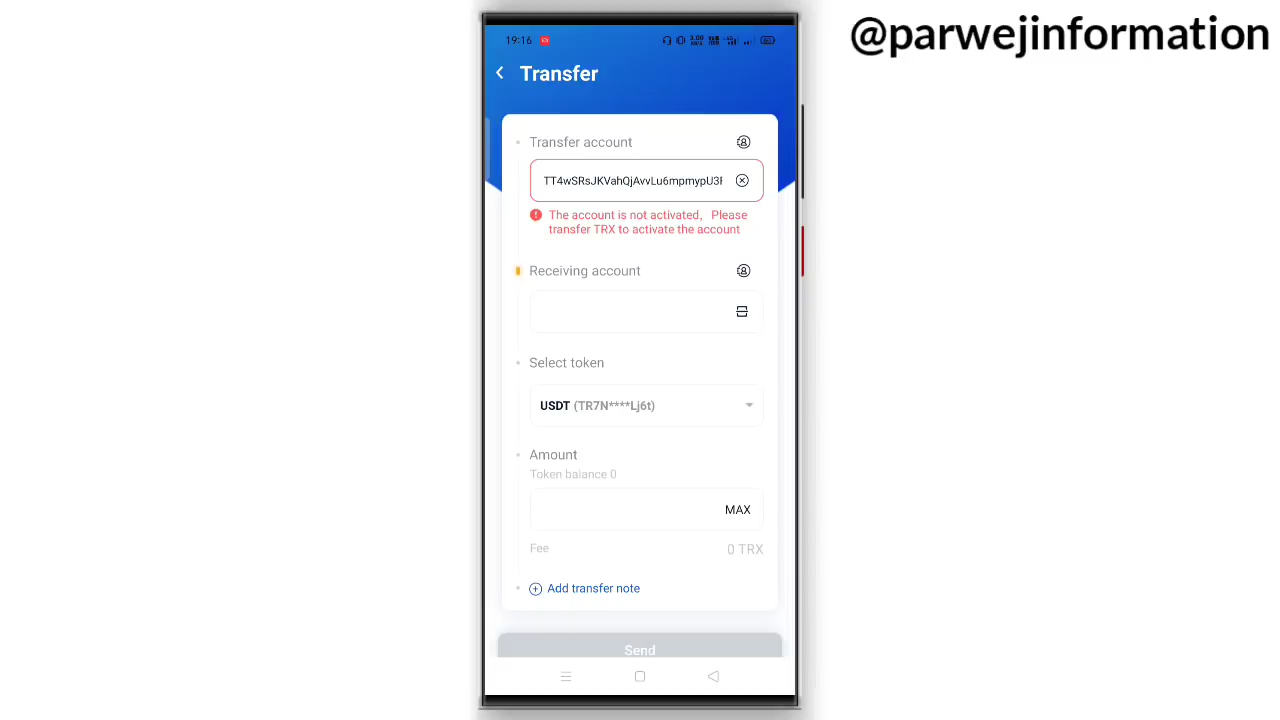 @parwejinformation
19:16
Transfer
Transfer account
TT4wSRsJKVahQjAvvLu6mpmypU3
The account is not activated, Please
transfer TRX to activate the account
Receiving account
Select token
USDT (TR7N****Lj6t)
Amount
Token balance 0
MAX
Fee
0 TRX
Add transfer note
Send